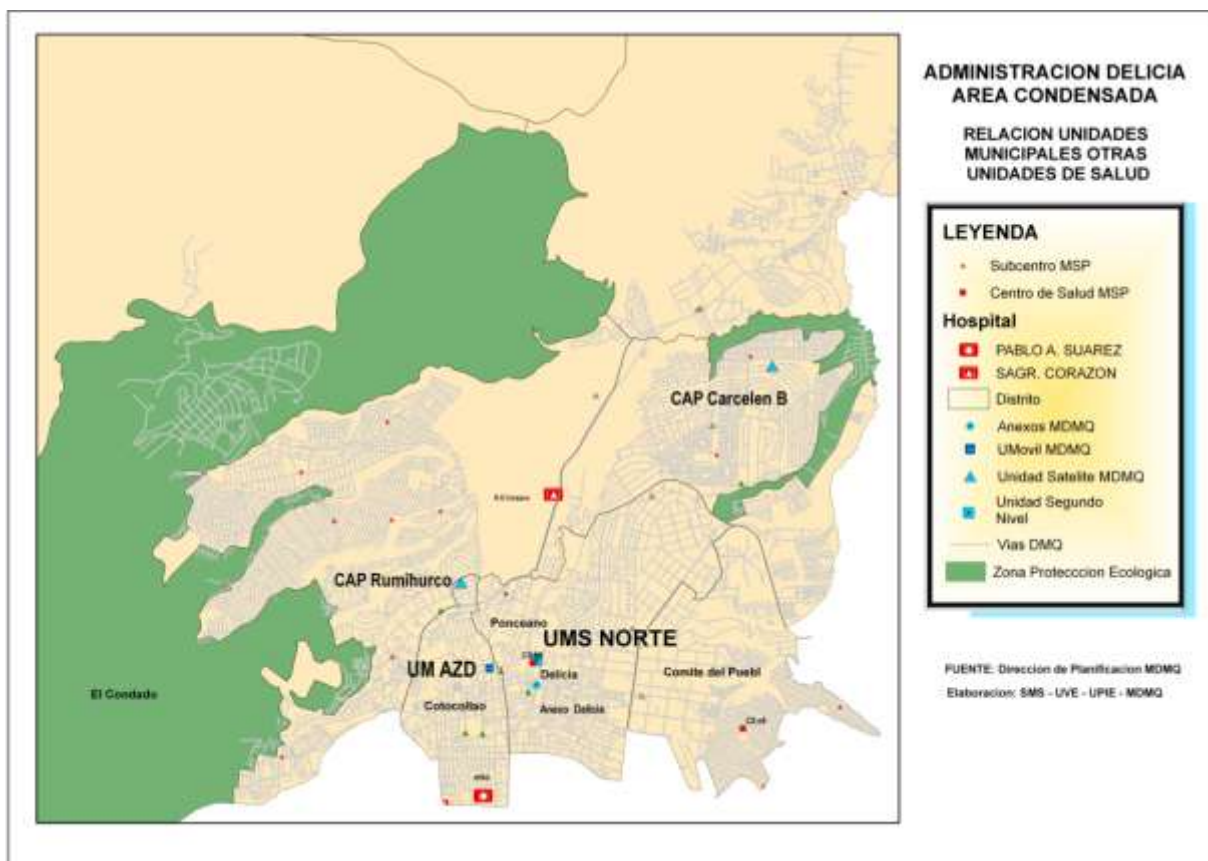 ADMINISTRACION DELICIA
AREA CONDENSADA
RELACION UNIDADES
MUNICIPALES OTRAS
UNIDADES DE SALUD
LEYENDA
Subcentro MSP
Centro de Salud MSP
Hospital
PABLO A. SUAREZ
SAGR. CORAZON
Distrito
Anexos MDMQ
UMovil MDMQ
Unidad Satelite MDMQ
Unidad Segundo
Nivel
Vias DMQ
Zona Protecccion Ecologica
FUENTE: Direccion de Planificacion MDMQ
Elaboracion: SMS - UVE - UPIE - MDMQ
CAP Carcelen B
CAP Rumihurco
Ponceano
UMS NORTE
UM AZD
Delicia
Comite del Puebl
El Condado
Cotocollao
Anexo Delicia